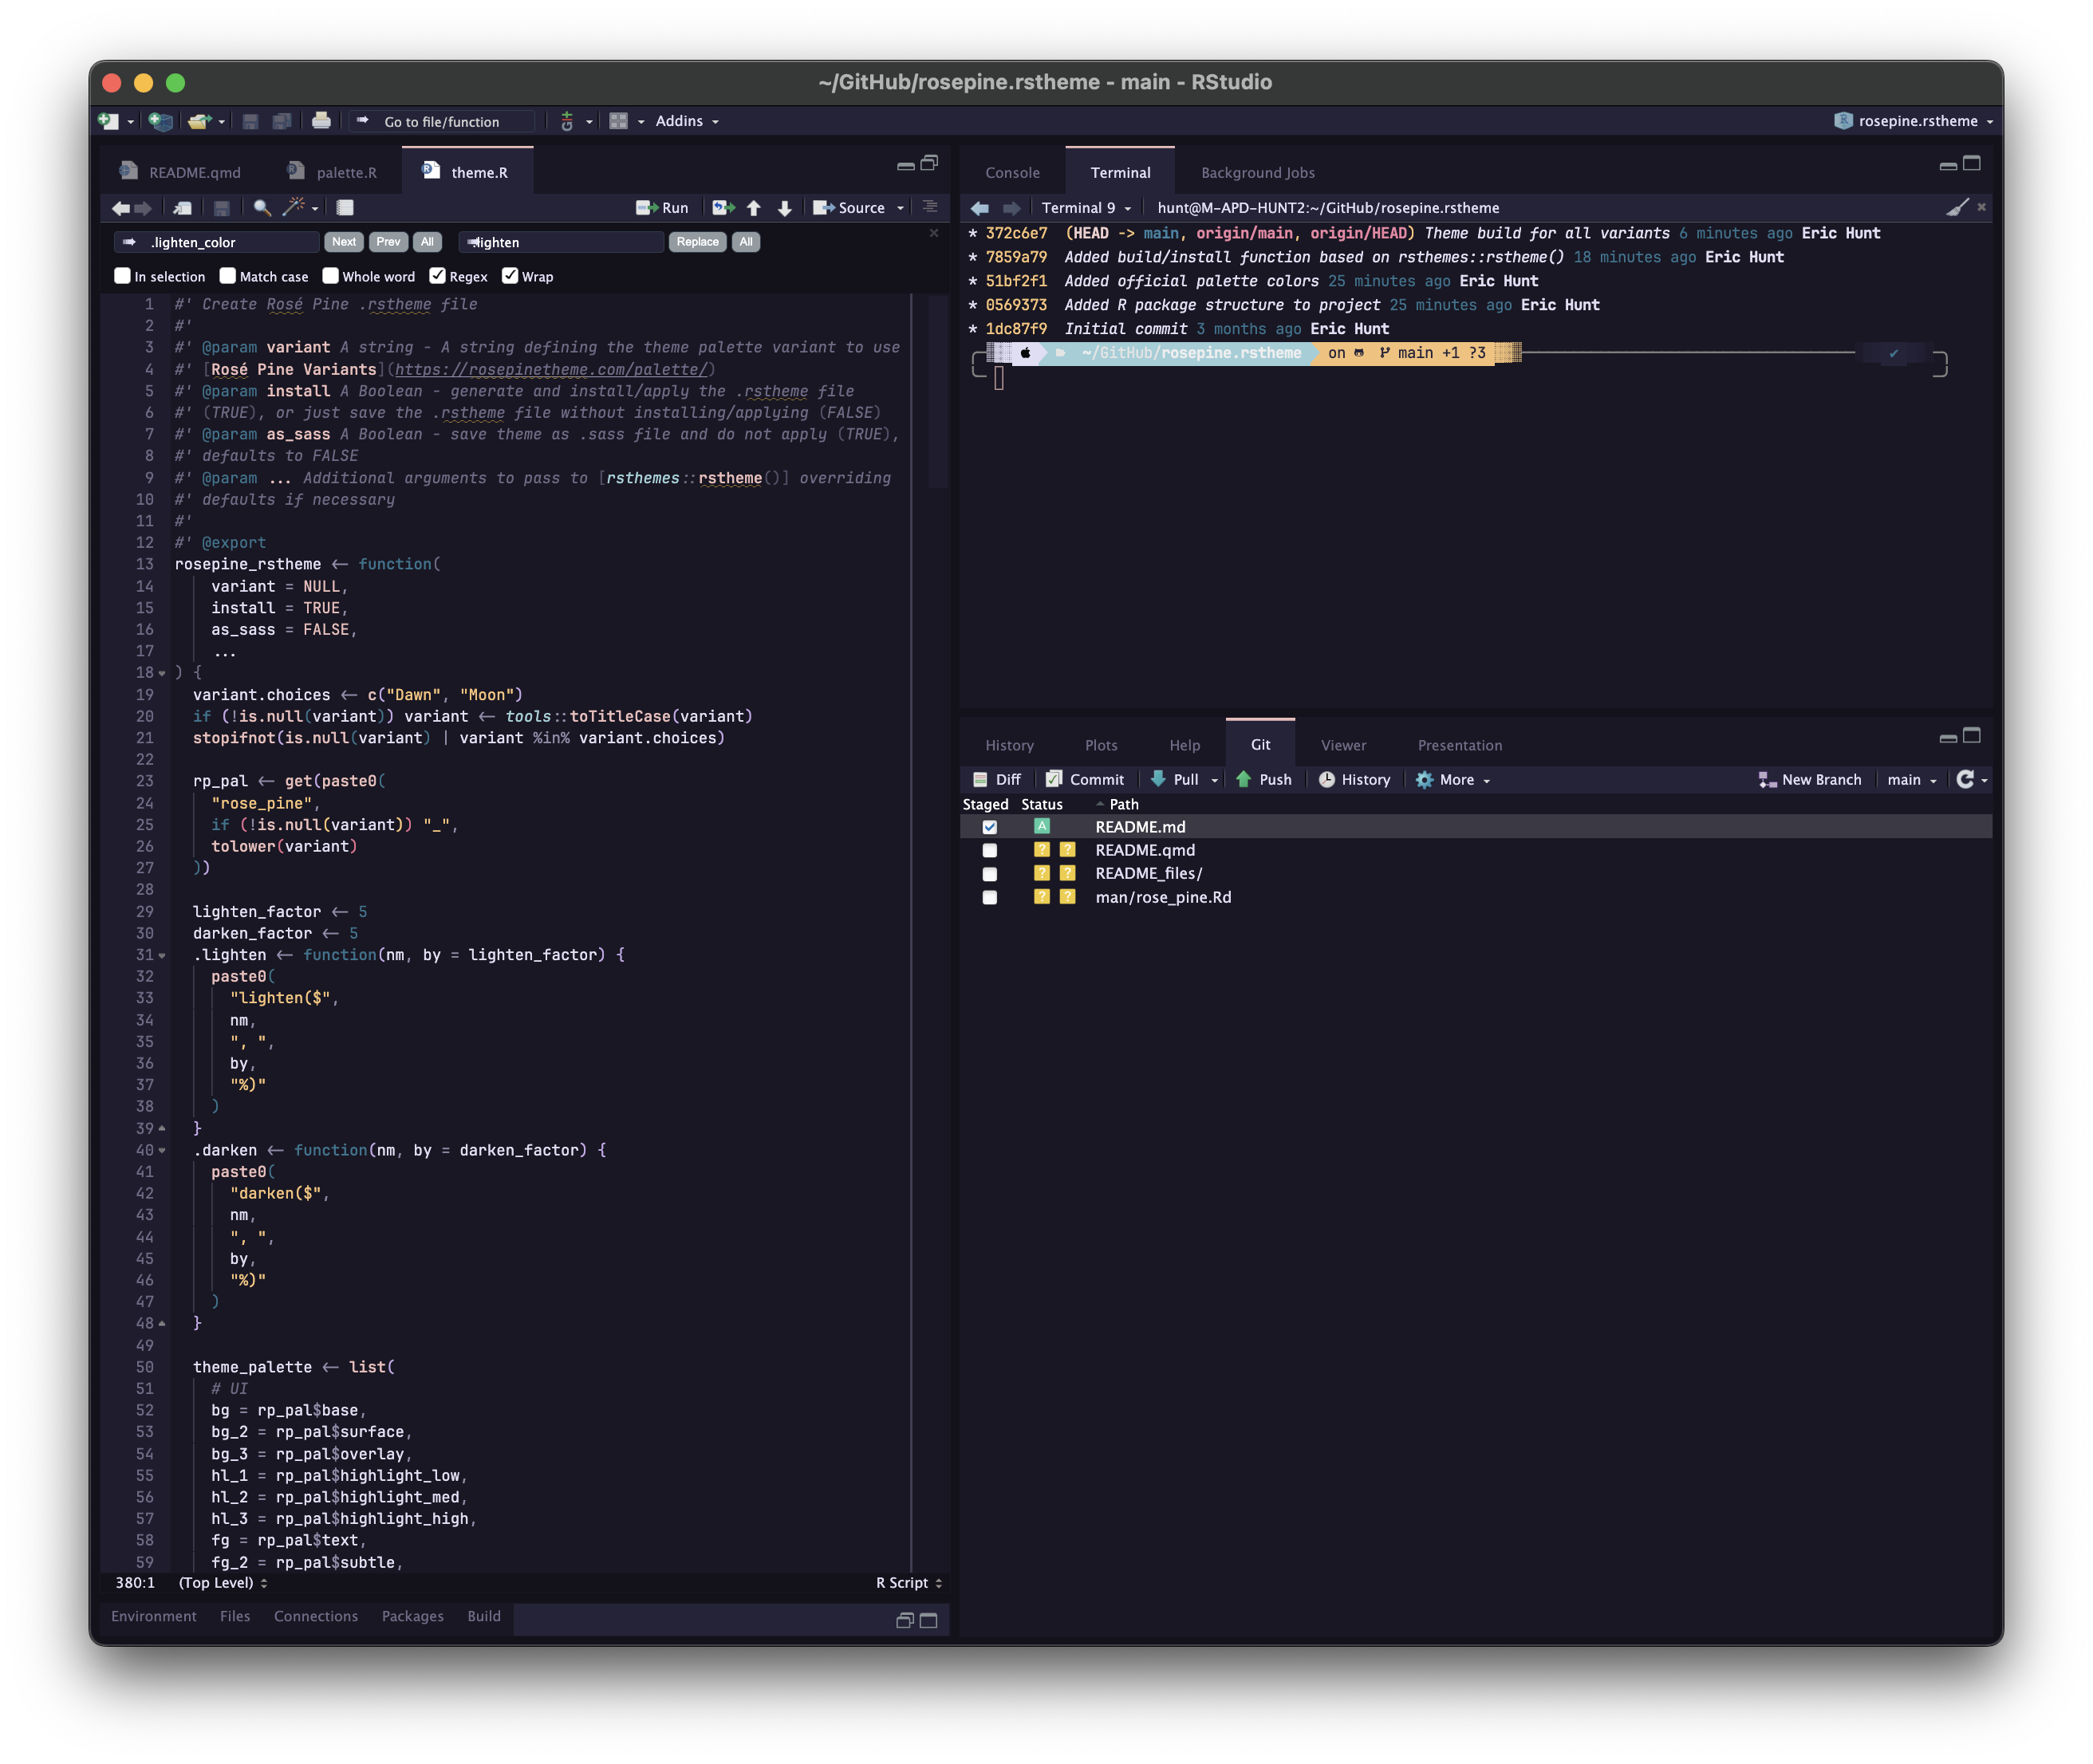 ~/GitHub/rosepine.rstheme - main - RStudio
Go to file/function
Addins
rosepine.rstheme
README.qmd
palette.R
theme.R
Run
Source
.lighten_color
Next
Prev
All
.lighten
Replace
All
In selection
Match case
Whole word
Regex
Wrap
1 #' Create Rosé Pine .rstheme file
2 #'
3 #' @param variant A string - A string defining the theme palette variant to use
4 #' [Rosé Pine Variants](https://rosepinetheme.com/palette/)
5 #' @param install A Boolean - generate and install/apply the .rstheme file
6 #' (TRUE), or just save the .rstheme file without installing/applying (FALSE)
7 #' @param as_sass A Boolean - save theme as .sass file and do not apply (TRUE),
8 #' defaults to FALSE
9 #' @param ... Additional arguments to pass to [rsthemes::rstheme()] overriding
10 #' defaults if necessary
11 #'
12 #' @export
13 rosepine_rstheme <- function(
14 variant = NULL,
15 install = TRUE,
16 as_sass = FALSE,
17 ...
18 ) {
19 variant.choices <- c("Dawn", "Moon")
20 if (!is.null(variant)) variant <- tools::toTitleCase(variant)
21 stopifnot(is.null(variant) | variant %in% variant.choices)
22
23 rp_pal <- get(paste0(
24 "rose_pine",
25 if (!is.null(variant)) "_",
26 tolower(variant)
27 ))
28
29 lighten_factor <- 5
30 darken_factor <- 5
31 .lighten <- function(nm, by = lighten_factor) {
32 paste0(
33 "lighten($",
34 nm,
35 ", ",
36 by,
37 "%)"
38 )
39 }
40 .darken <- function(nm, by = darken_factor) {
41 paste0(
42 "darken($",
43 nm,
44 ", ",
45 by,
46 "%)"
47 )
48 }
49
50 theme_palette <- list(
51 # UI
52 bg = rp_pal$base,
53 bg_2 = rp_pal$surface,
54 bg_3 = rp_pal$overlay,
55 hl_1 = rp_pal$highlight_low,
56 hl_2 = rp_pal$highlight_med,
57 hl_3 = rp_pal$highlight_high,
58 fg = rp_pal$text,
59 fg_2 = rp_pal$subtle,
380:1 (Top Level)
R Script
Environment Files Connections Packages Build
Console Terminal Background Jobs
Terminal 9 hunt@M-APD-HUNT2:~/GitHub/rosepine.rstheme
* 372c6e7 (HEAD -> main, origin/main, origin/HEAD) Theme build for all variants 6 minutes ago Eric Hunt
* 7859a79 Added build/install function based on rsthemes::rstheme() 18 minutes ago Eric Hunt
* 51bf2f1 Added official palette colors 25 minutes ago Eric Hunt
* 0569373 Added R package structure to project 25 minutes ago Eric Hunt
* 1dc87f9 Initial commit 3 months ago Eric Hunt
~/GitHub/rosepine.rstheme on main +1 ?3
History Plots Help Git Viewer Presentation
Diff Commit Pull Push History More New Branch main
Staged Status Path
A README.md
? ? README.qmd
? ? README_files/
? ? man/rose_pine.Rd